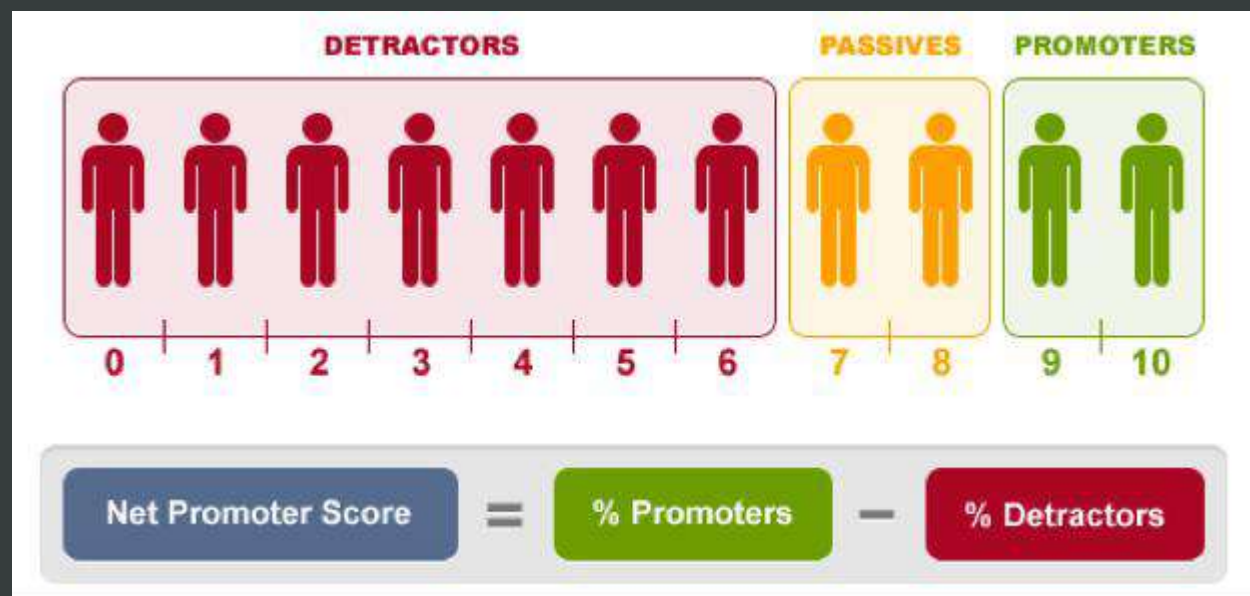 DETRACTORS PASSIVES PROMOTERS
0 1 2 3 4 5 6 7 8 9 10
Net Promoter Score = % Promoters − % Detractors